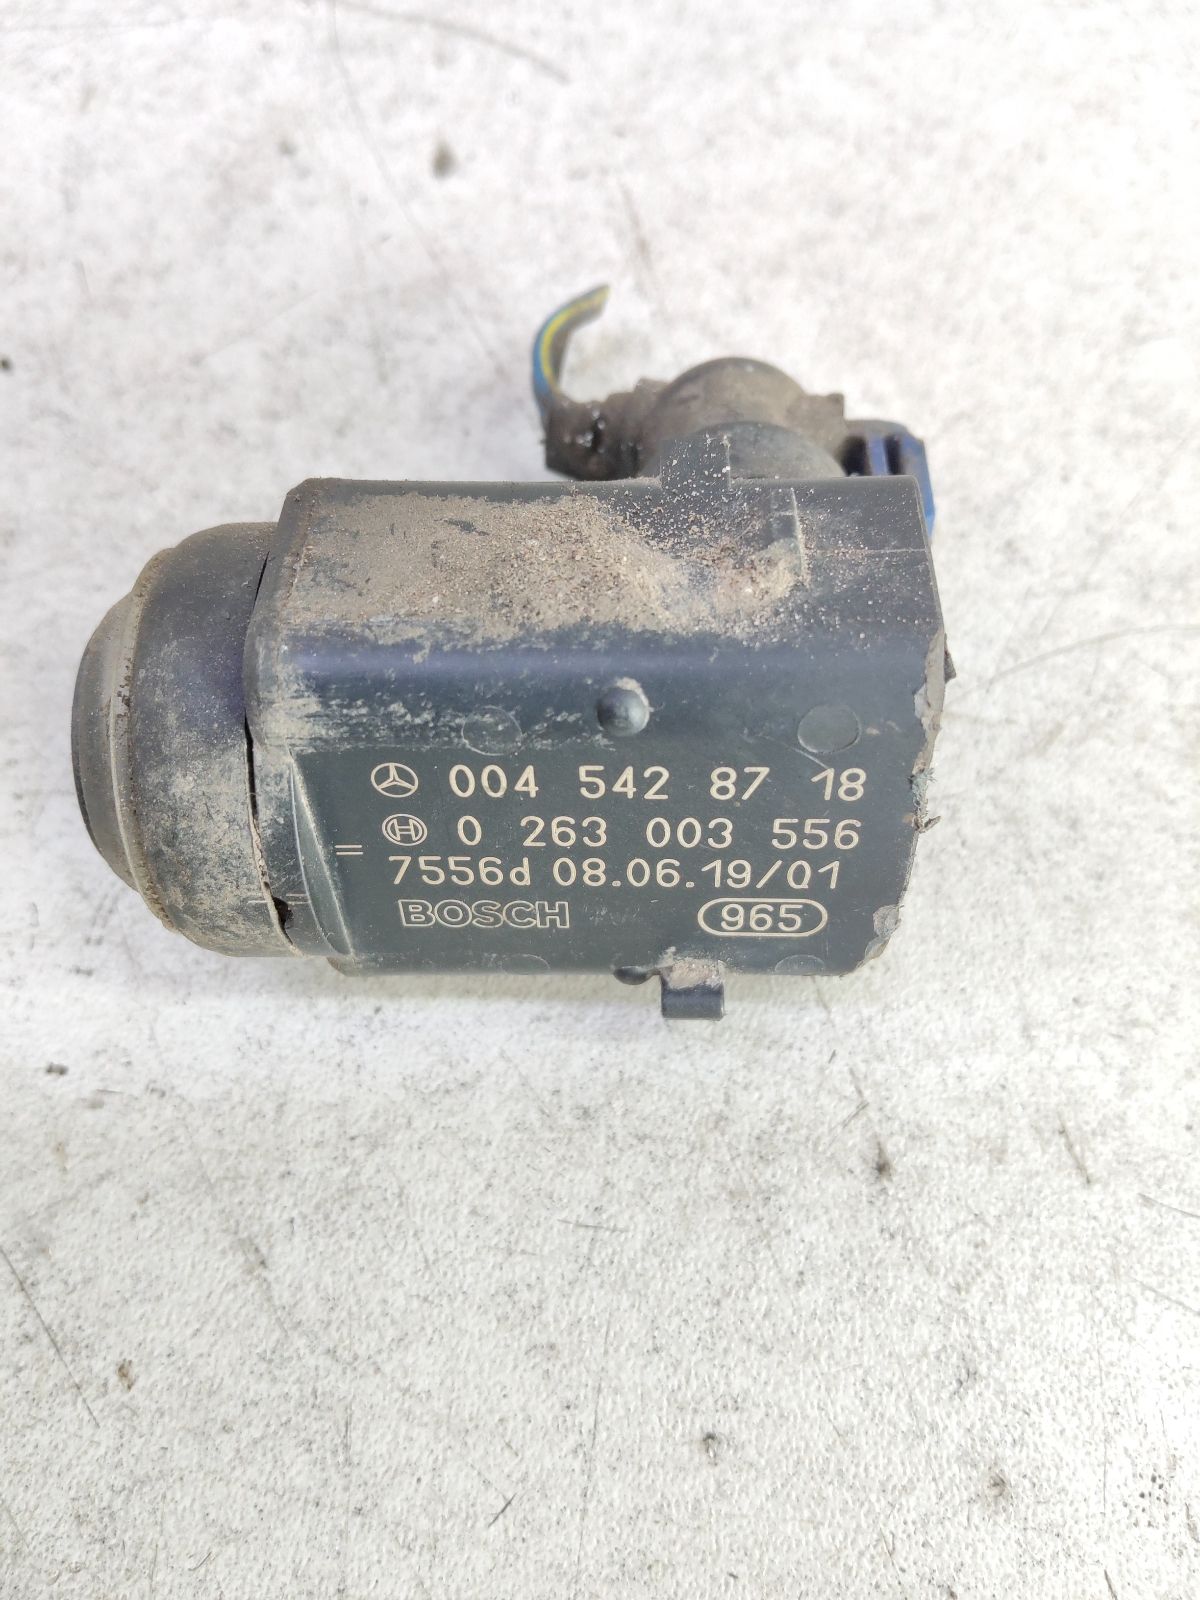 004 542 87 18
0 263 003 556
7556d 08.06.19/01
BOSCH 965